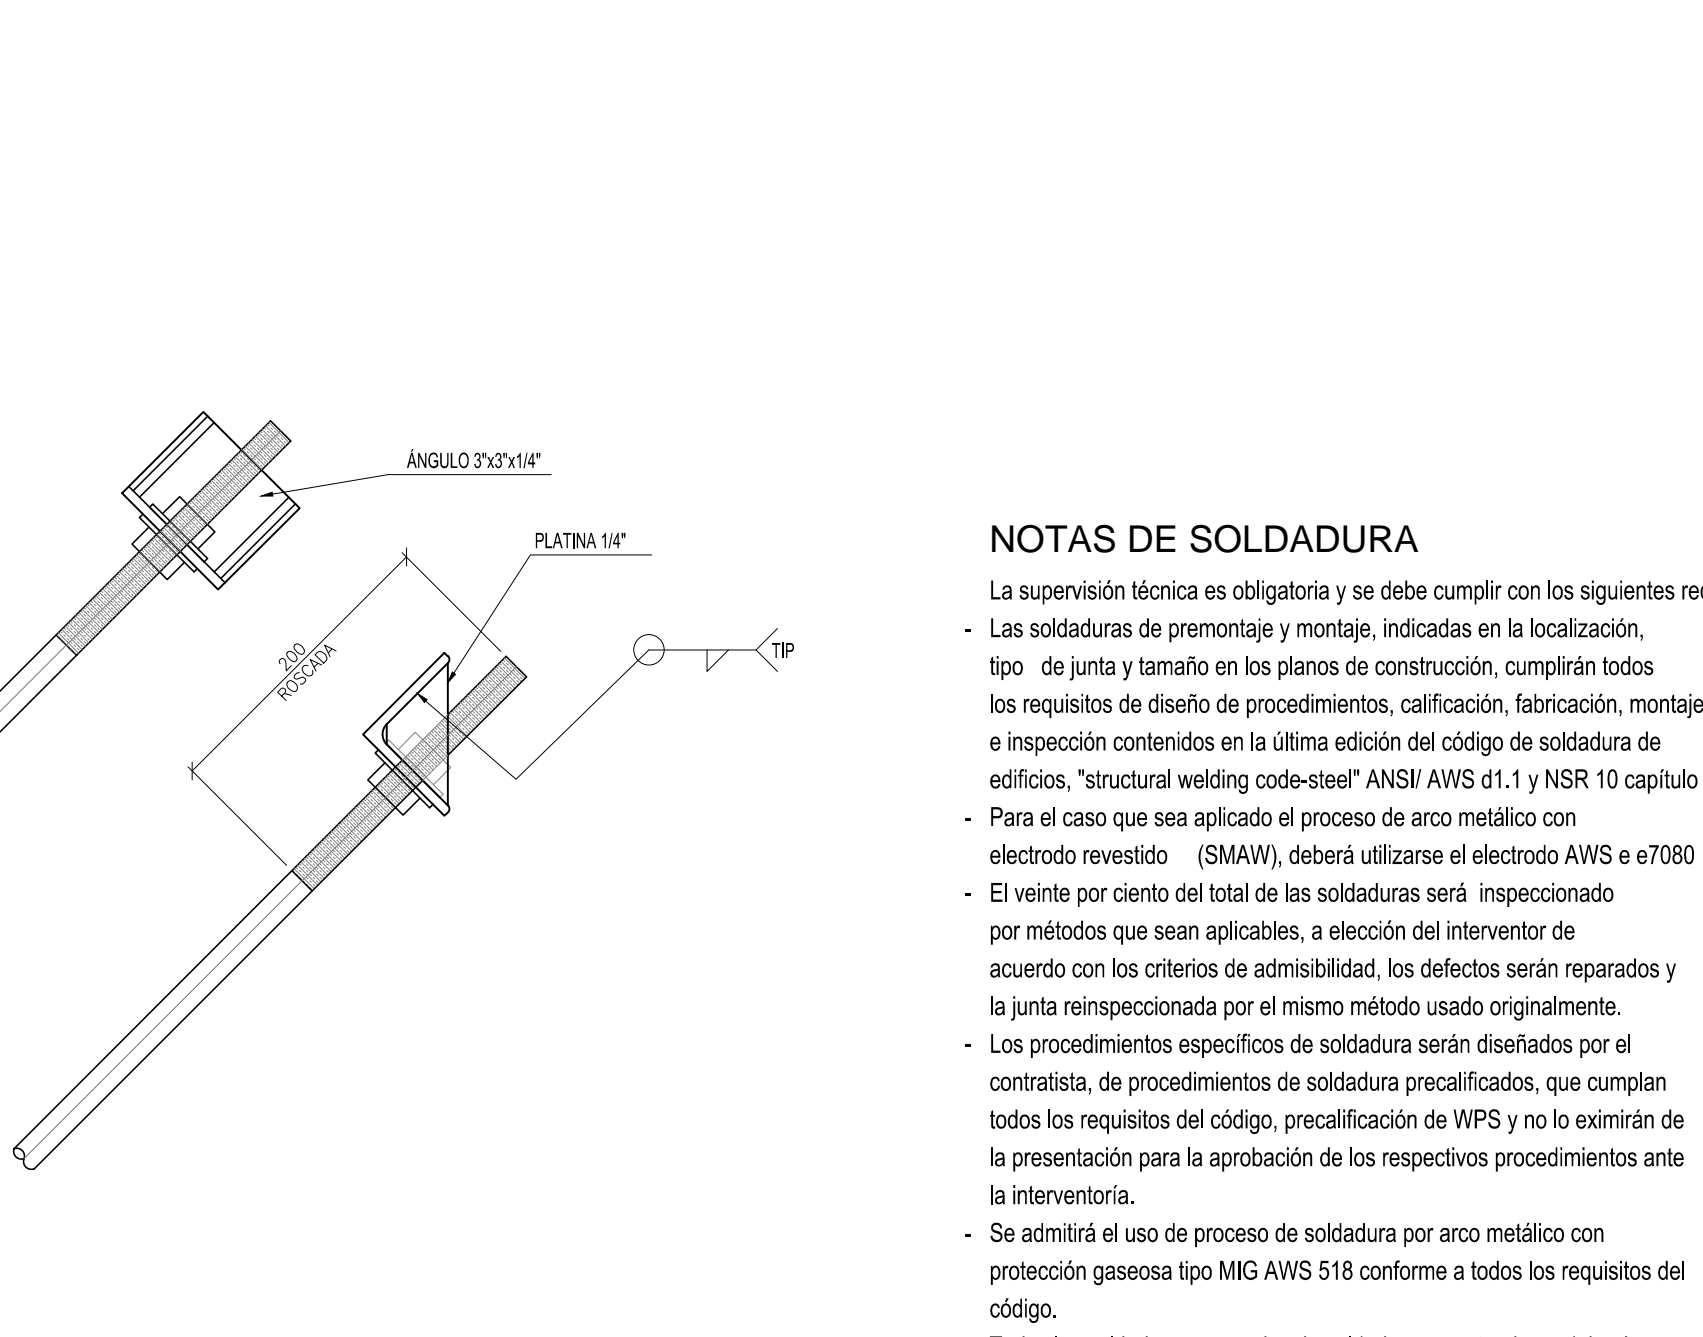 ÁNGULO 3"x3"x1/4"
PLATINA 1/4"
200
ROSCADA
TIP
NOTAS DE SOLDADURA
La supervisión técnica es obligatoria y se debe cumplir con los siguientes
- Las soldaduras de premontaje y montaje, indicadas en la localización,
tipo de junta y tamaño en los planos de construcción, cumplirán todos
los requisitos de diseño de procedimientos, calificación, fabricación, montaje
e inspección contenidos en la última edición del código de soldadura de
edificios, "structural welding code-steel" ANSI/ AWS d1.1 y NSR 10 capítulo
- Para el caso que sea aplicado el proceso de arco metálico con
electrodo revestido (SMAW), deberá utilizarse el electrodo AWS e e7080
- El veinte por ciento del total de las soldaduras será inspeccionado
por métodos que sean aplicables, a elección del interventor de
acuerdo con los criterios de admisibilidad, los defectos serán reparados y
la junta reinspeccionada por el mismo método usado originalmente.
- Los procedimientos específicos de soldadura serán diseñados por el
contratista, de procedimientos de soldadura precalificados, que cumplan
todos los requisitos del código, precalificación de WPS y no lo eximirán de
la presentación para la aprobación de los respectivos procedimientos ante
la interventoría.
- Se admitirá el uso de proceso de soldadura por arco metálico con
protección gaseosa tipo MIG AWS 518 conforme a todos los requisitos del
código.